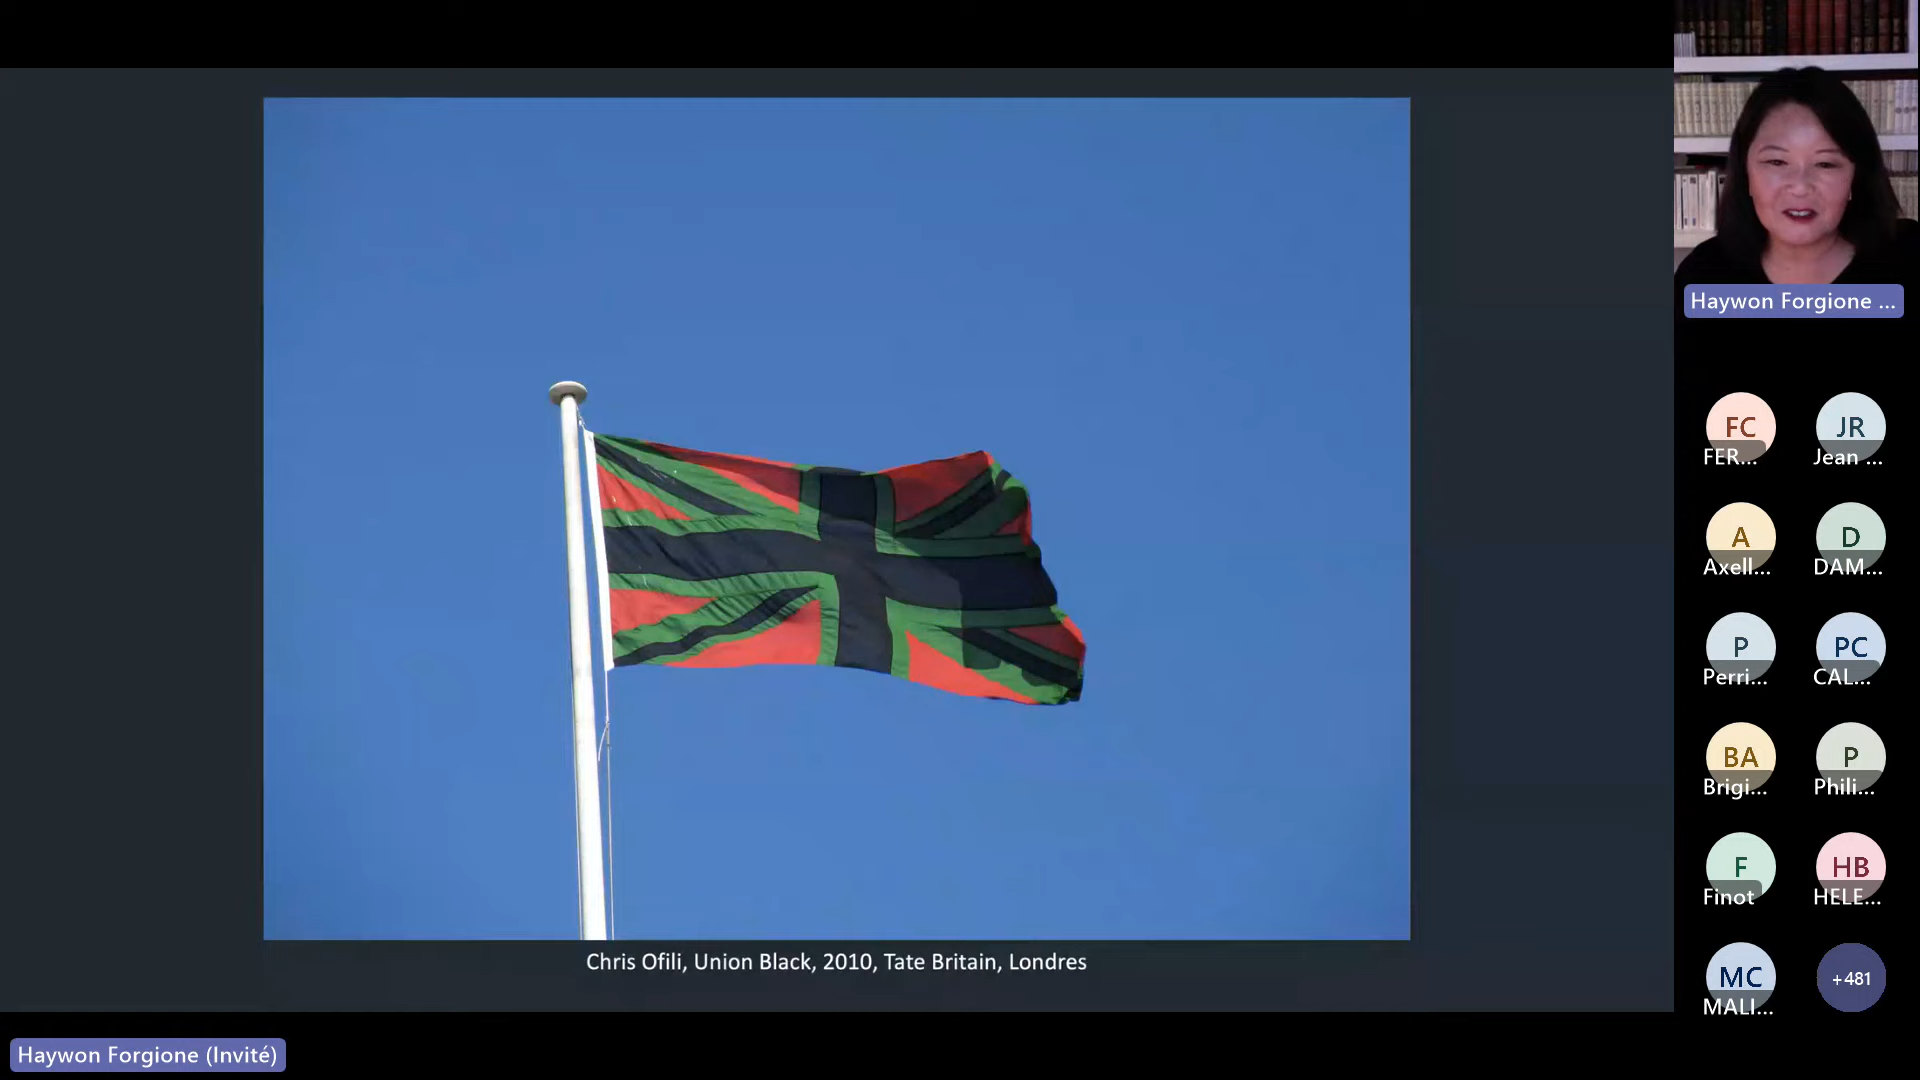 Haywon Forgione ...
FC
FER...
JR
Jean ...
A
Axell...
D
DAM...
P
Perri...
PC
CAL...
BA
Brigi...
P
Phili...
F
Finot
HB
HELE...
MC
MALI...
+481
Chris Ofili, Union Black, 2010, Tate Britain, Londres
Haywon Forgione (Invité)